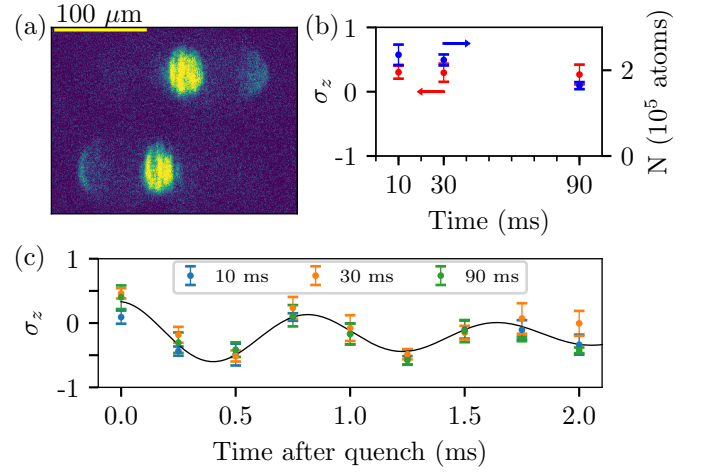 (a)
100 μm
(b)
1
0
-1
σz
10
30
90
Time (ms)
2
0
N (10^5 atoms)
(c)
10 ms
30 ms
90 ms
1
0
-1
σz
0.0
0.5
1.0
1.5
2.0
Time after quench (ms)